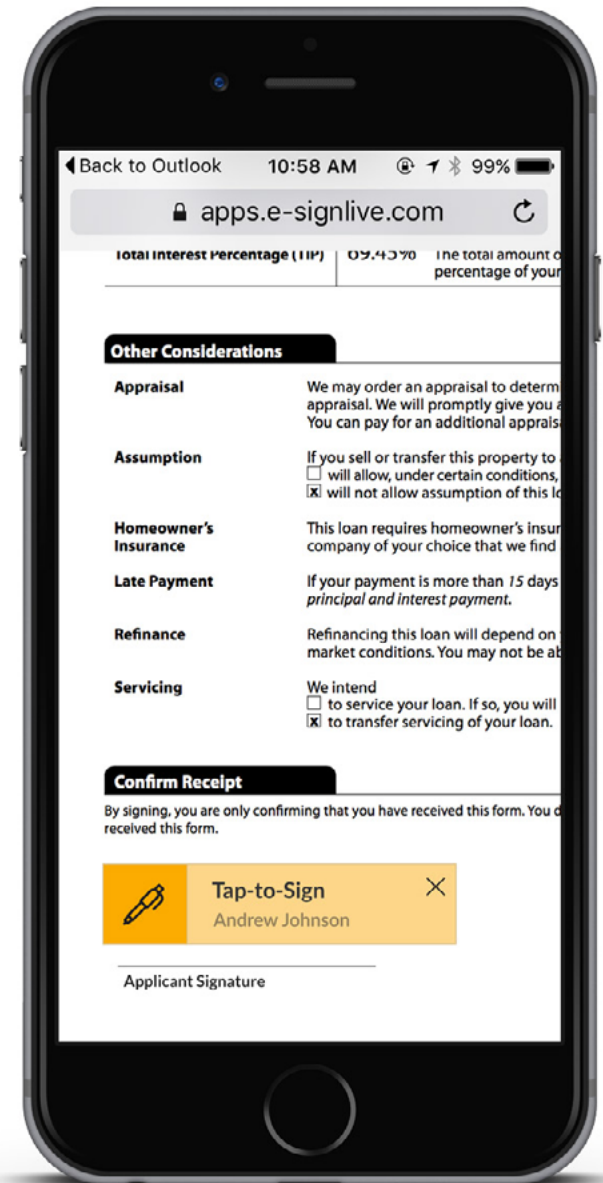 Back to Outlook 10:58 AM 99%
apps.e-signlive.com
Total Interest Percentage (TIP) 69.45% The total amount o
percentage of your
Other Considerations
Appraisal We may order an appraisal to determi
appraisal. We will promptly give you a
You can pay for an additional appraisa
Assumption If you sell or transfer this property to
will allow, under certain conditions,
x will not allow assumption of this lo
Homeowner's This loan requires homeowner's insur
Insurance company of your choice that we find
Late Payment If your payment is more than 15 days
principal and interest payment.
Refinance Refinancing this loan will depend on
market conditions. You may not be ab
Servicing We intend
to service your loan. If so, you will
x to transfer servicing of your loan.
Confirm Receipt
By signing, you are only confirming that you have received this form. You d
received this form.
Tap-to-Sign
Andrew Johnson
Applicant Signature